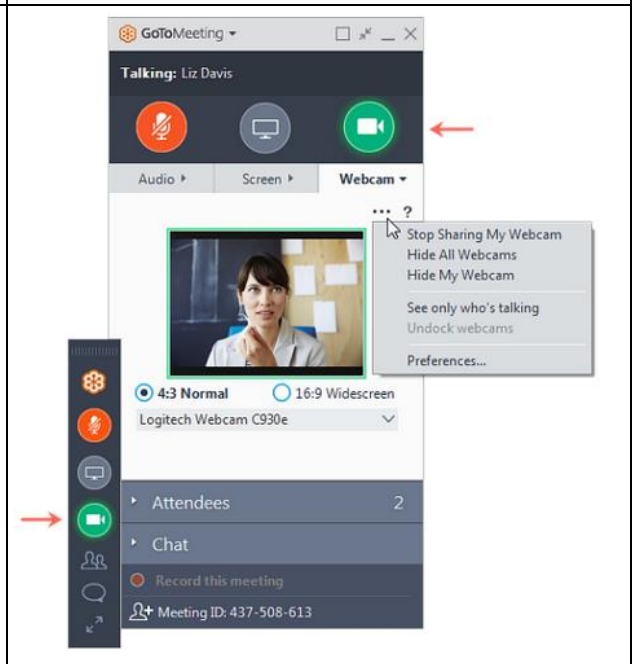 GoToMeeting
Talking: Liz Davis
Audio
Screen
Webcam
... ?
Stop Sharing My Webcam
Hide All Webcams
Hide My Webcam
See only who's talking
Undock webcams
Preferences...
4:3 Normal 16:9 Widescreen
Logitech Webcam C930e
Attendees 2
Chat
Record this meeting
Meeting ID: 437-508-613